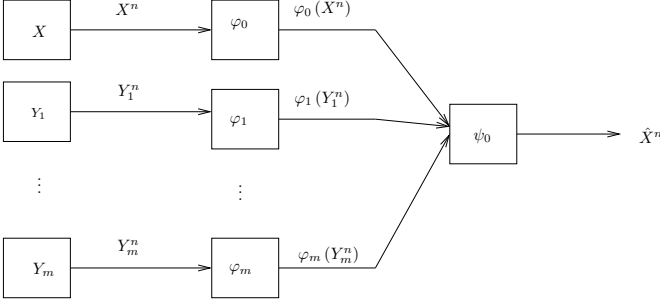 X X^n φ_0 φ_0 (X^n)
Y_1 Y_1^n φ_1 φ_1 (Y_1^n)
ψ_0 X̂^n
⋮ ⋮
Y_m Y_m^n φ_m φ_m (Y_m^n)